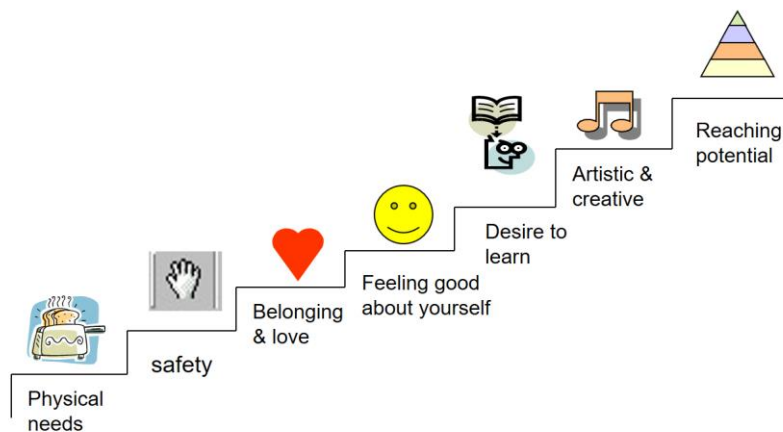 Physical
needs
safety
Belonging
& love
Feeling good
about yourself
Desire to
learn
Artistic &
creative
Reaching
potential